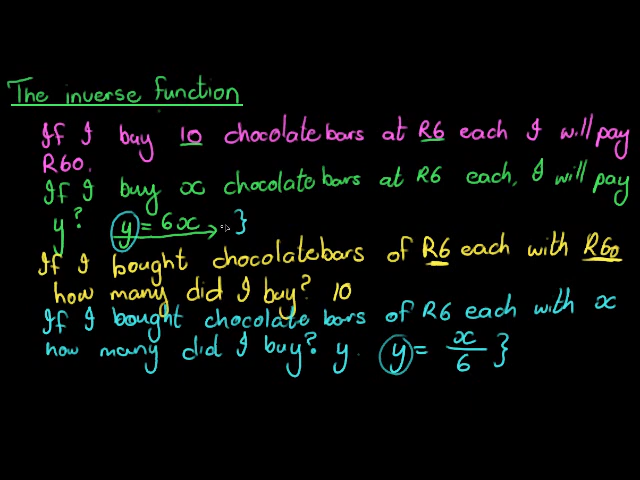 The inverse function
If I buy 10 chocolate bars at R6 each I will pay
R60.
If I buy x chocolate bars at R6 each, I will pay
y? y = 6x }
If I bought chocolate bars of R6 each with R60
how many did I buy? 10
If I bought chocolate bars of R6 each with x
how many did I buy? y. y = x/6 }